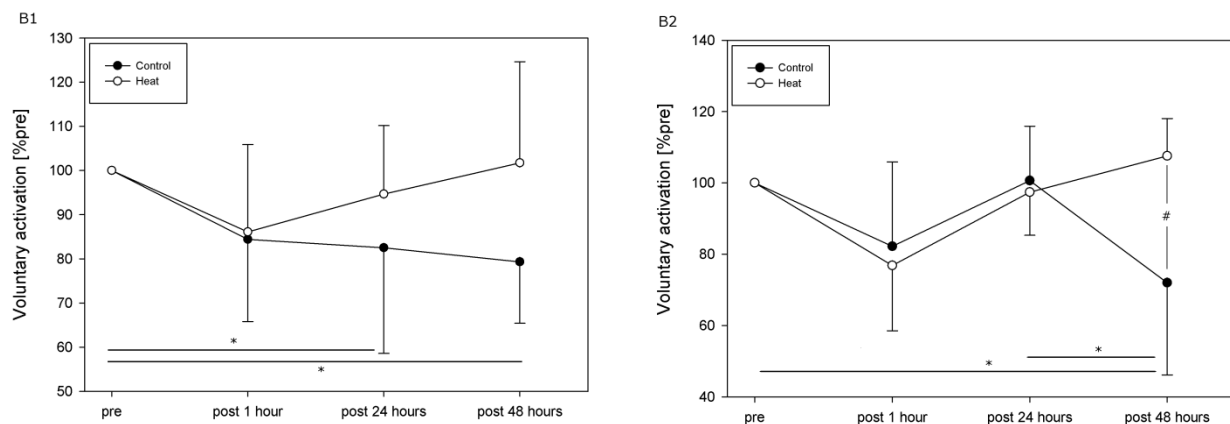 B1
130
120
110
100
90
80
70
60
50
Voluntary activation [%pre]
Control
Heat
*
*
pre
post 1 hour
post 24 hours
post 48 hours
B2
140
120
100
80
60
40
Voluntary activation [%pre]
Control
Heat
#
*
*
pre
post 1 hour
post 24 hours
post 48 hours